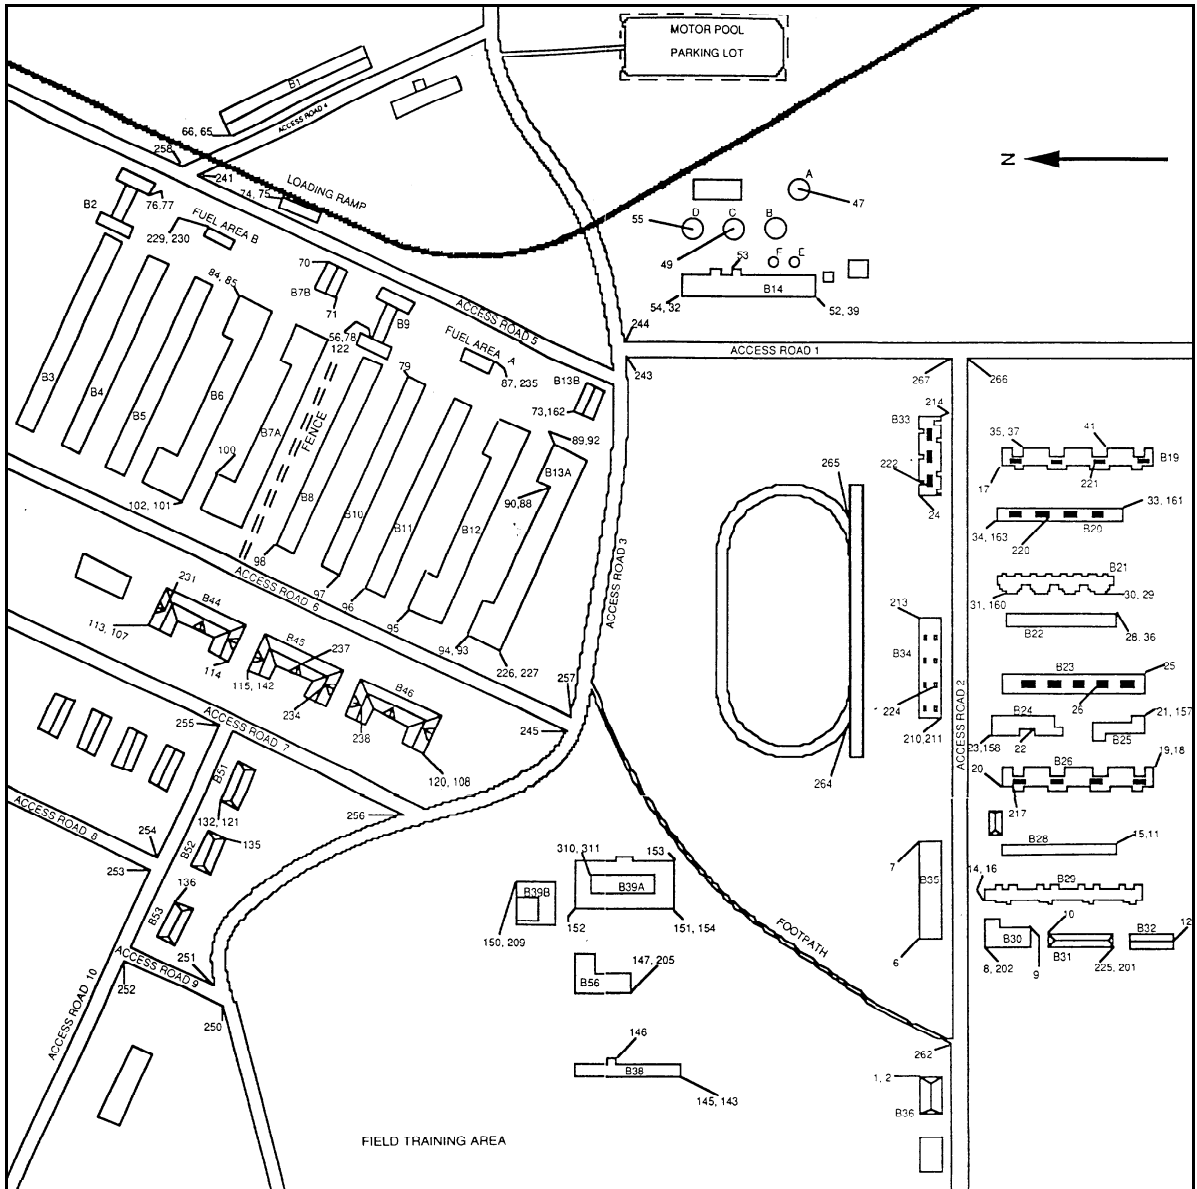 MOTOR POOL
PARKING LOT
B1
ACCESS ROAD 4
66, 65
258
241
LOADING RAMP
74, 75
N
A
47
55
D
C
B
49
53
F
E
B14
54, 32
52, 39
B2
76,77
FUEL AREA B
229, 230
84, 85
70
B7B
71
B9
56,78
122
ACCESS ROAD 5
FUEL AREA A
87, 235
B13B
73,162
244
243
ACCESS ROAD 1
267
266
B3
B4
B5
B6
B7A
FENCE
79
89,92
B13A
90,88
100
102, 101
B8
B10
B11
B12
98
97
96
95
94, 93
226, 227
ACCESS ROAD 6
ACCESS ROAD 3
214
B33
222
24
265
264
35, 37
41
B19
17
221
33, 161
34, 163
B20
220
B21
31, 160
30, 29
B22
28, 36
213
B34
224
210, 211
ACCESS ROAD 2
B23
25
26
B24
23,158
22
21, 157
B25
B26
19,18
20
217
231
B44
113, 107
114
B45
237
115, 142
234
B46
238
120, 108
257
245
255
ACCESS ROAD 7
256
B51
132, 121
B52
135
136
B53
ACCESS ROAD 8
254
253
ACCESS ROAD 9
251
252
250
ACCESS ROAD 10
310, 311
153
B39B
B39A
150, 209
152
151, 154
B56
147, 205
146
B38
145, 143
FOOTPATH
7
B35
6
B28
15,11
14, 16
B29
B30
8, 202
9
10
B31
225, 201
B32
12
262
1, 2
B36
FIELD TRAINING AREA